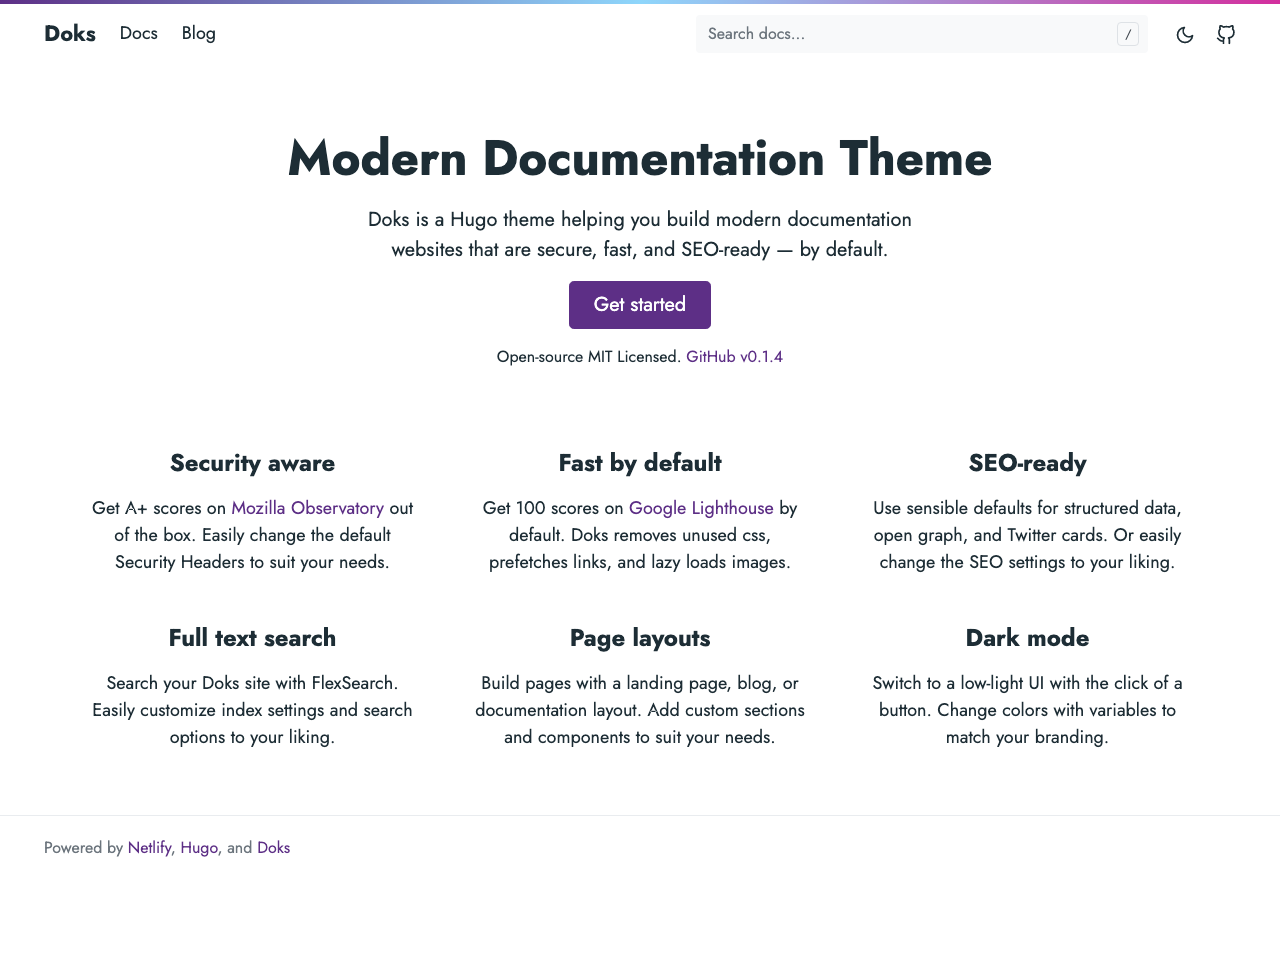 Doks Docs Blog Search docs... /
Modern Documentation Theme
Doks is a Hugo theme helping you build modern documentation
websites that are secure, fast, and SEO-ready — by default.
Get started
Open-source MIT Licensed. GitHub v0.1.4
Security aware
Get A+ scores on Mozilla Observatory out
of the box. Easily change the default
Security Headers to suit your needs.
Fast by default
Get 100 scores on Google Lighthouse by
default. Doks removes unused css,
prefetches links, and lazy loads images.
SEO-ready
Use sensible defaults for structured data,
open graph, and Twitter cards. Or easily
change the SEO settings to your liking.
Full text search
Search your Doks site with FlexSearch.
Easily customize index settings and search
options to your liking.
Page layouts
Build pages with a landing page, blog, or
documentation layout. Add custom sections
and components to suit your needs.
Dark mode
Switch to a low-light UI with the click of a
button. Change colors with variables to
match your branding.
Powered by Netlify, Hugo, and Doks